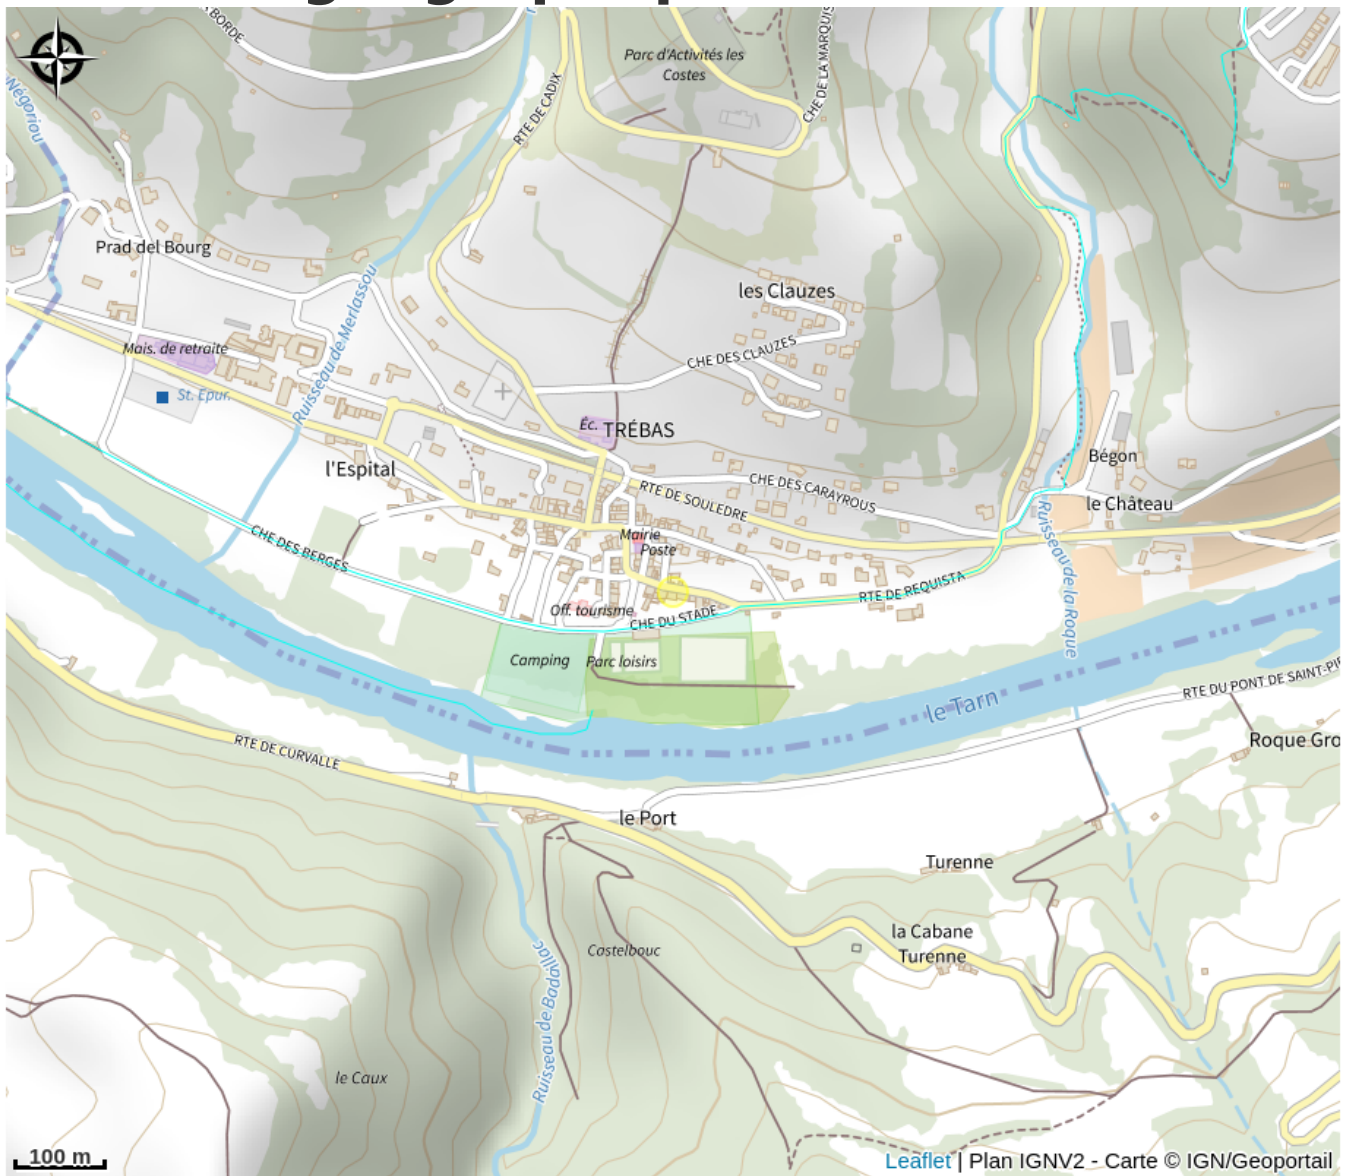 BORDE
Négoriou
RTE DE CADIX
Parc d'Activités les
Costes
CHE DE LA MARQUIS
Prad del Bourg
Ruisseau de Merlassou
les Clauzes
CHE DES CLAUZES
Mais. de retraite
St. Epur.
Éc.
TRÉBAS
l'Espital
Bégon
le Château
CHE DES CARAYROUS
RTE DE SOULEDRE
Mairie
Poste
CHE DES BERGES
Ruisseau de la Roque
RTE DE REQUISTA
Off. tourisme
CHE DU STADE
Camping
Parc loisirs
le Tarn
RTE DU PONT DE SAINT-PIE
RTE DE CURVALLE
Roque Gro
le Port
Turenne
la Cabane
Turenne
Castelbouc
Ruisseau de Badaillac
le Caux
100 m
Leaflet | Plan IGNV2 - Carte © IGN/Geoportail